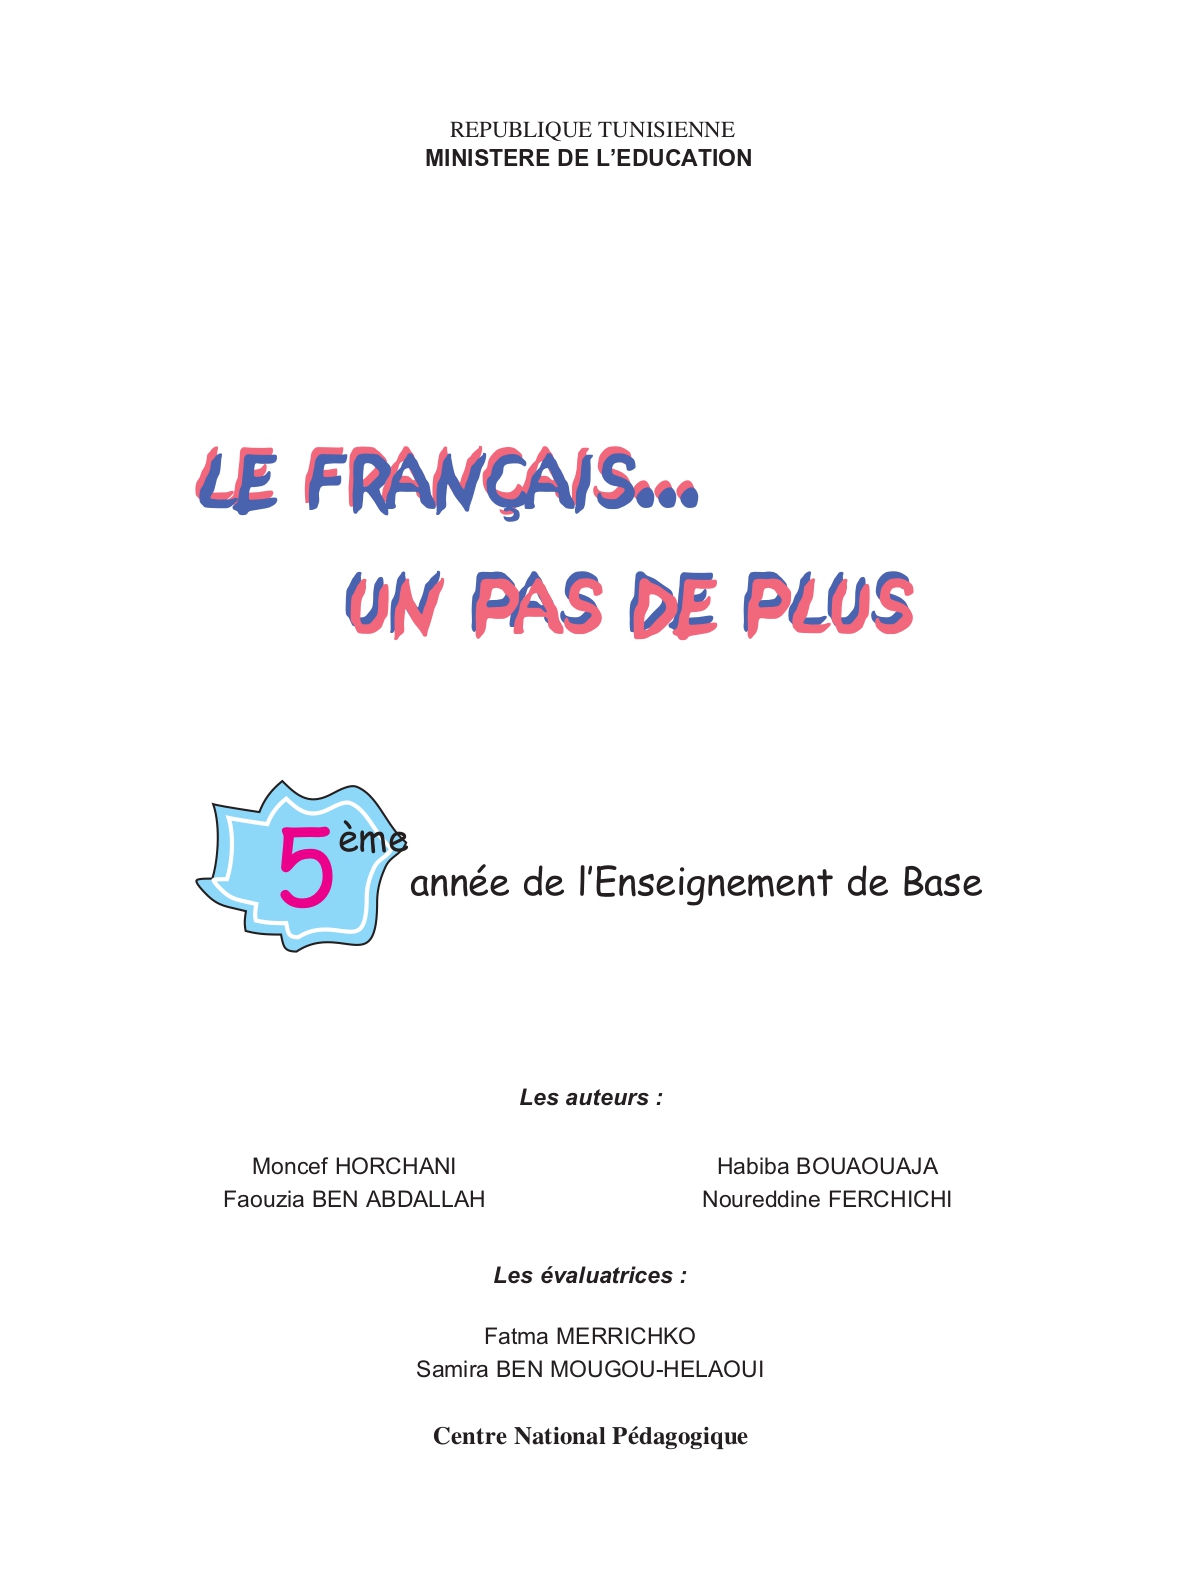 REPUBLIQUE TUNISIENNE
MINISTERE DE L’EDUCATION
LE FRANÇAIS...
UN PAS DE PLUS
5ème
année de l’Enseignement de Base
Les auteurs :
Moncef HORCHANI Habiba BOUAOUAJA
Faouzia BEN ABDALLAH Noureddine FERCHICHI
Les évaluatrices :
Fatma MERRICHKO
Samira BEN MOUGOU-HELAOUI
Centre National Pédagogique